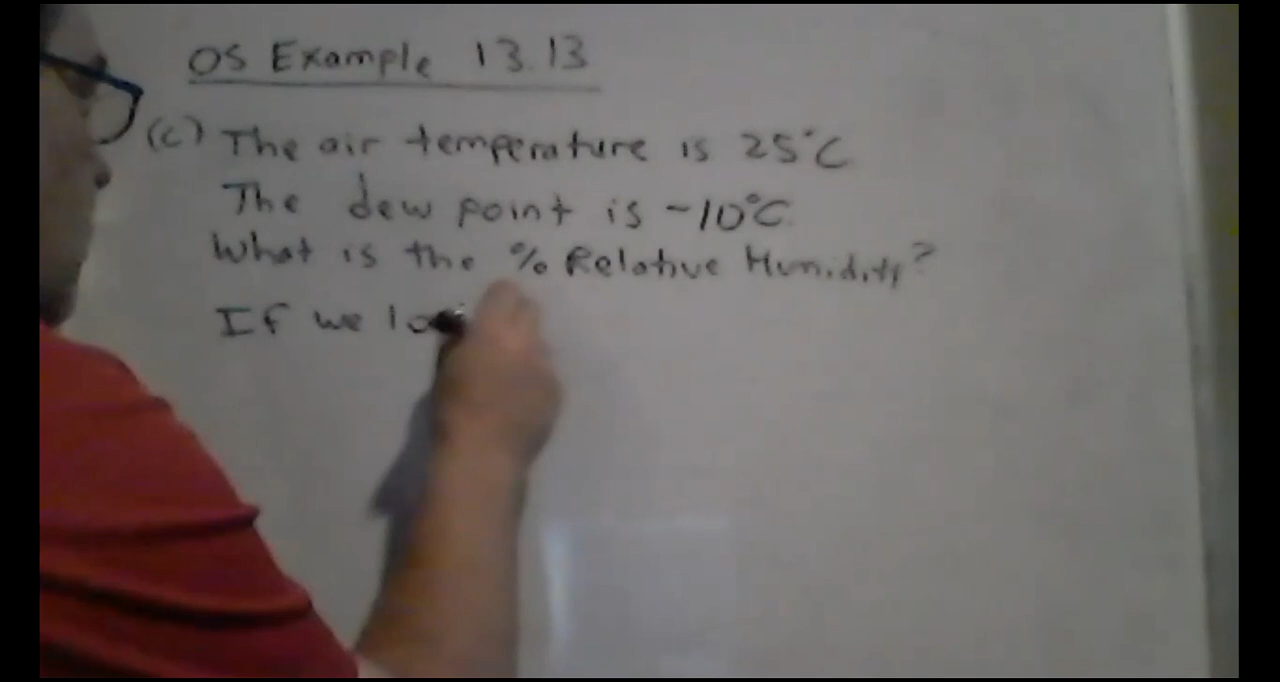 OS Example 13.13
(c) The air temperature is 25°C
The dew point is -10°C.
What is the % Relative Humidity?
If we loo